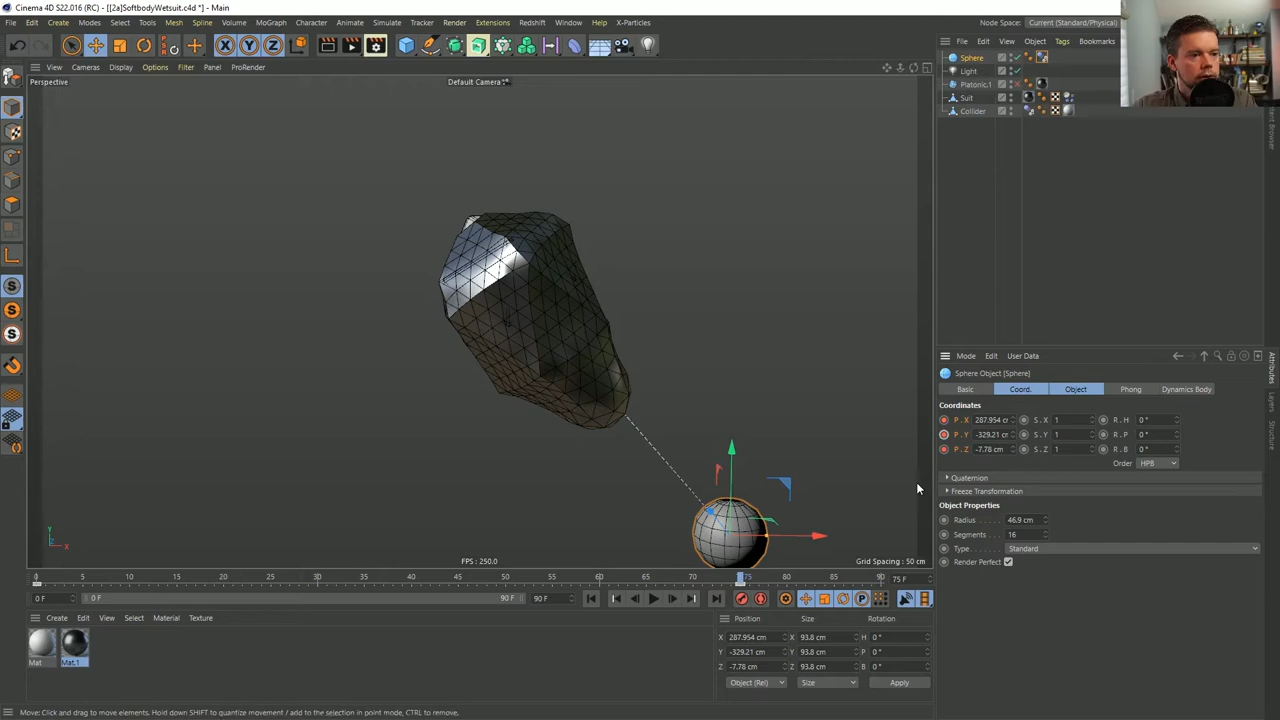 Cinema 4D S22.016 (RC) - [[2a]SoftbodyWetsuit.c4d *] - Main
File Edit Create Modes Select Tools Mesh Spline Volume MoGraph Character Animate Simulate Tracker Render Extensions Redshift Window Help X-Particles
Node Space: Current (Standard/Physical)
X Y Z
File Edit View Object Tags Bookmarks
View Cameras Display Options Filter Panel ProRender
Perspective
Default Camera
Sphere
Light
Platonic.1
Suit
Collider
Mode Edit User Data
Sphere Object [Sphere]
Basic Coord. Object Phong Dynamics Body
Coordinates
P.X 287.954 cr S.X 1 R.H 0 °
P.Y -329.21 cr S.Y 1 R.P 0 °
P.Z -7.78 cm S.Z 1 R.B 0 °
Order HPB
Quaternion
Freeze Transformation
Object Properties
Radius 46.9 cm
Segments 16
Type Standard
Render Perfect
Attributes
Layers
Structure
Y
Z X
FPS : 250.0
Grid Spacing : 50 cm
0 5 10 15 20 25 30 35 40 45 50 55 60 65 70 75 80 85 90 75 F
0 F 0 F 90 F 90 F
Create Edit View Select Material Texture
Mat Mat.1
Position Size Rotation
X 287.954 cm X 93.8 cm H 0 °
Y -329.21 cm Y 93.8 cm P 0 °
Z -7.78 cm Z 93.8 cm B 0 °
Object (Rel) Size Apply
Move: Click and drag to move elements. Hold down SHIFT to quantize movement / add to the selection in point mode, CTRL to remove.